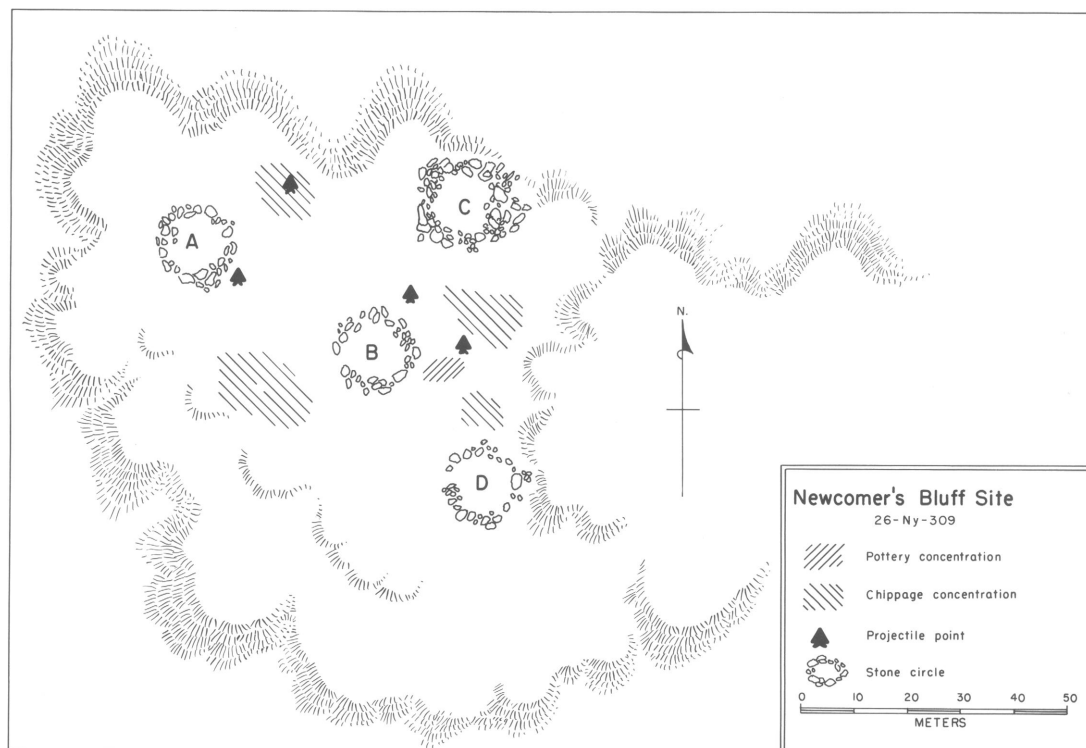 A
C
B
D
N.
Newcomer's Bluff Site
26-Ny-309
Pottery concentration
Chippage concentration
Projectile point
Stone circle
0 10 20 30 40 50
METERS